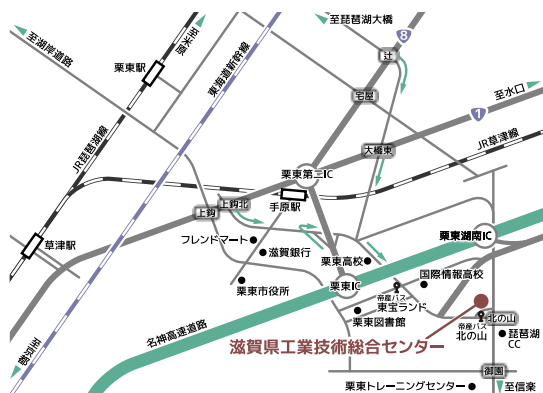 至琵琶湖大橋
至湖岸道路
至米原
栗東駅
東海道新幹線
8
辻
宅屋
至水口
1
JR琵琶湖線
大橋東
JR草津線
栗東第二IC
手原駅
上鈎北
上鈎
草津駅
フレンドマート
滋賀銀行
栗東高校
栗東湖南IC
国際情報高校
栗東市役所
栗東IC
帝産バス
東宝ランド
栗東図書館
名神高速道路
北の山
帝産バス
北の山
琵琶湖
CC
滋賀県工業技術総合センター
至京都
御園
栗東トレーニングセンター
至信楽